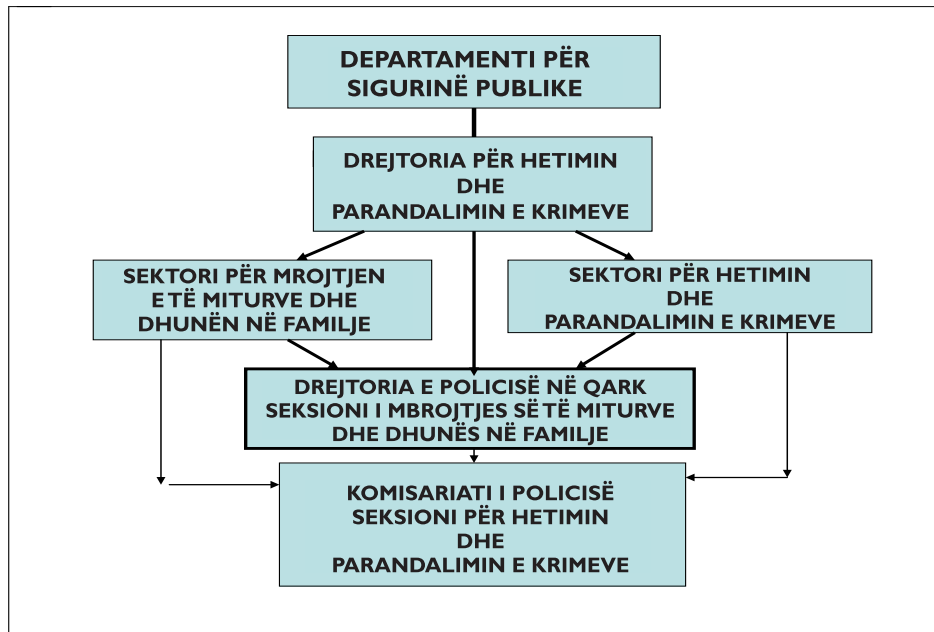 DEPARTAMENTI PËR
SIGURINË PUBLIKE
DREJTORIA PËR HETIMIN
DHE
PARANDALIMIN E KRIMEVE
SEKTORI PËR MROJTJEN
E TË MITURVE DHE
DHUNËN NË FAMILJE
SEKTORI PËR HETIMIN
DHE
PARANDALIMIN E KRIMEVE
DREJTORIA E POLICISË NË QARK
SEKSIONI I MBROJTJES SË TË MITURVE
DHE DHUNËS NË FAMILJE
KOMISARIATI I POLICISË
SEKSIONI PËR HETIMIN
DHE
PARANDALIMIN E KRIMEVE